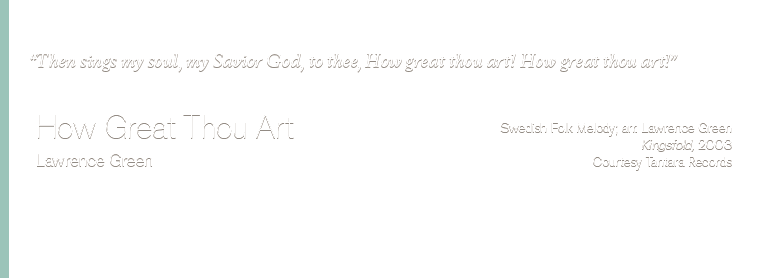 “Then sings my soul, my Savior God, to thee, How great thou art! How great thou art!”
How Great Thou Art
Lawrence Green
Swedish Folk Melody; arr. Lawrence Green
Kingsfold, 2003
Courtesy Tantara Records